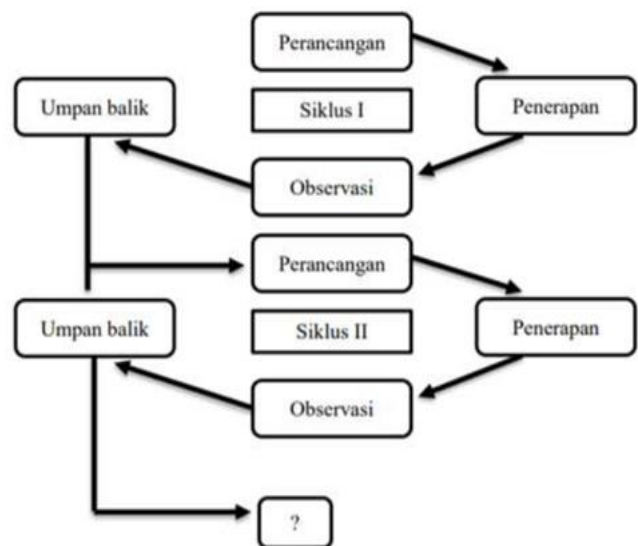 Perancangan
Umpan balik
Siklus I
Penerapan
Observasi
Perancangan
Umpan balik
Siklus II
Penerapan
Observasi
?